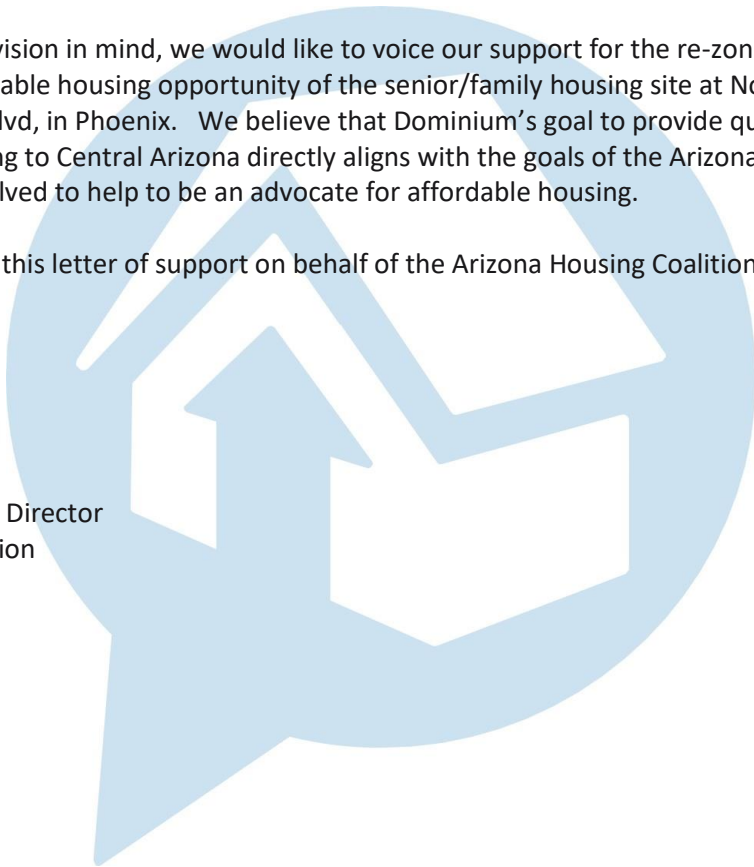 vision in mind, we would like to voice our support for the re-zon
able housing opportunity of the senior/family housing site at No
lvd, in Phoenix. We believe that Dominium's goal to provide qu
ng to Central Arizona directly aligns with the goals of the Arizona
lved to help to be an advocate for affordable housing.
this letter of support on behalf of the Arizona Housing Coalition
Director
ion